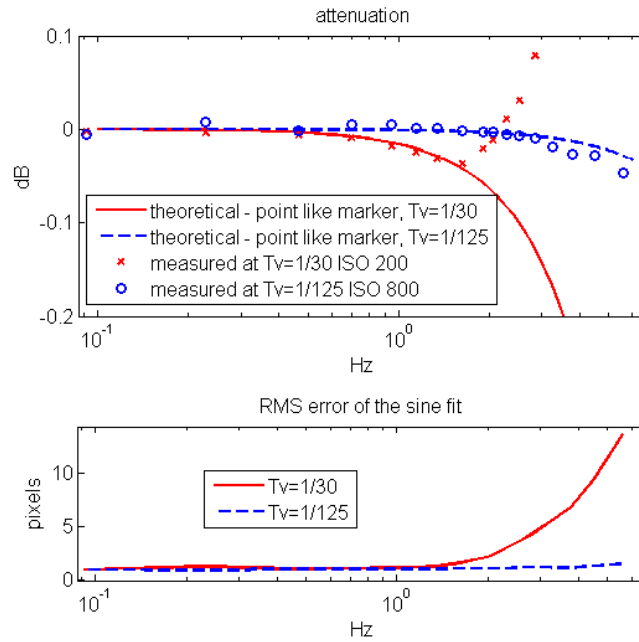 attenuation
0.1
0
-0.1
-0.2
dB
theoretical - point like marker, Tv=1/30
theoretical - point like marker, Tv=1/125
measured at Tv=1/30 ISO 200
measured at Tv=1/125 ISO 800
10^-1
10^0
Hz
RMS error of the sine fit
10
5
0
pixels
Tv=1/30
Tv=1/125
10^-1
10^0
Hz